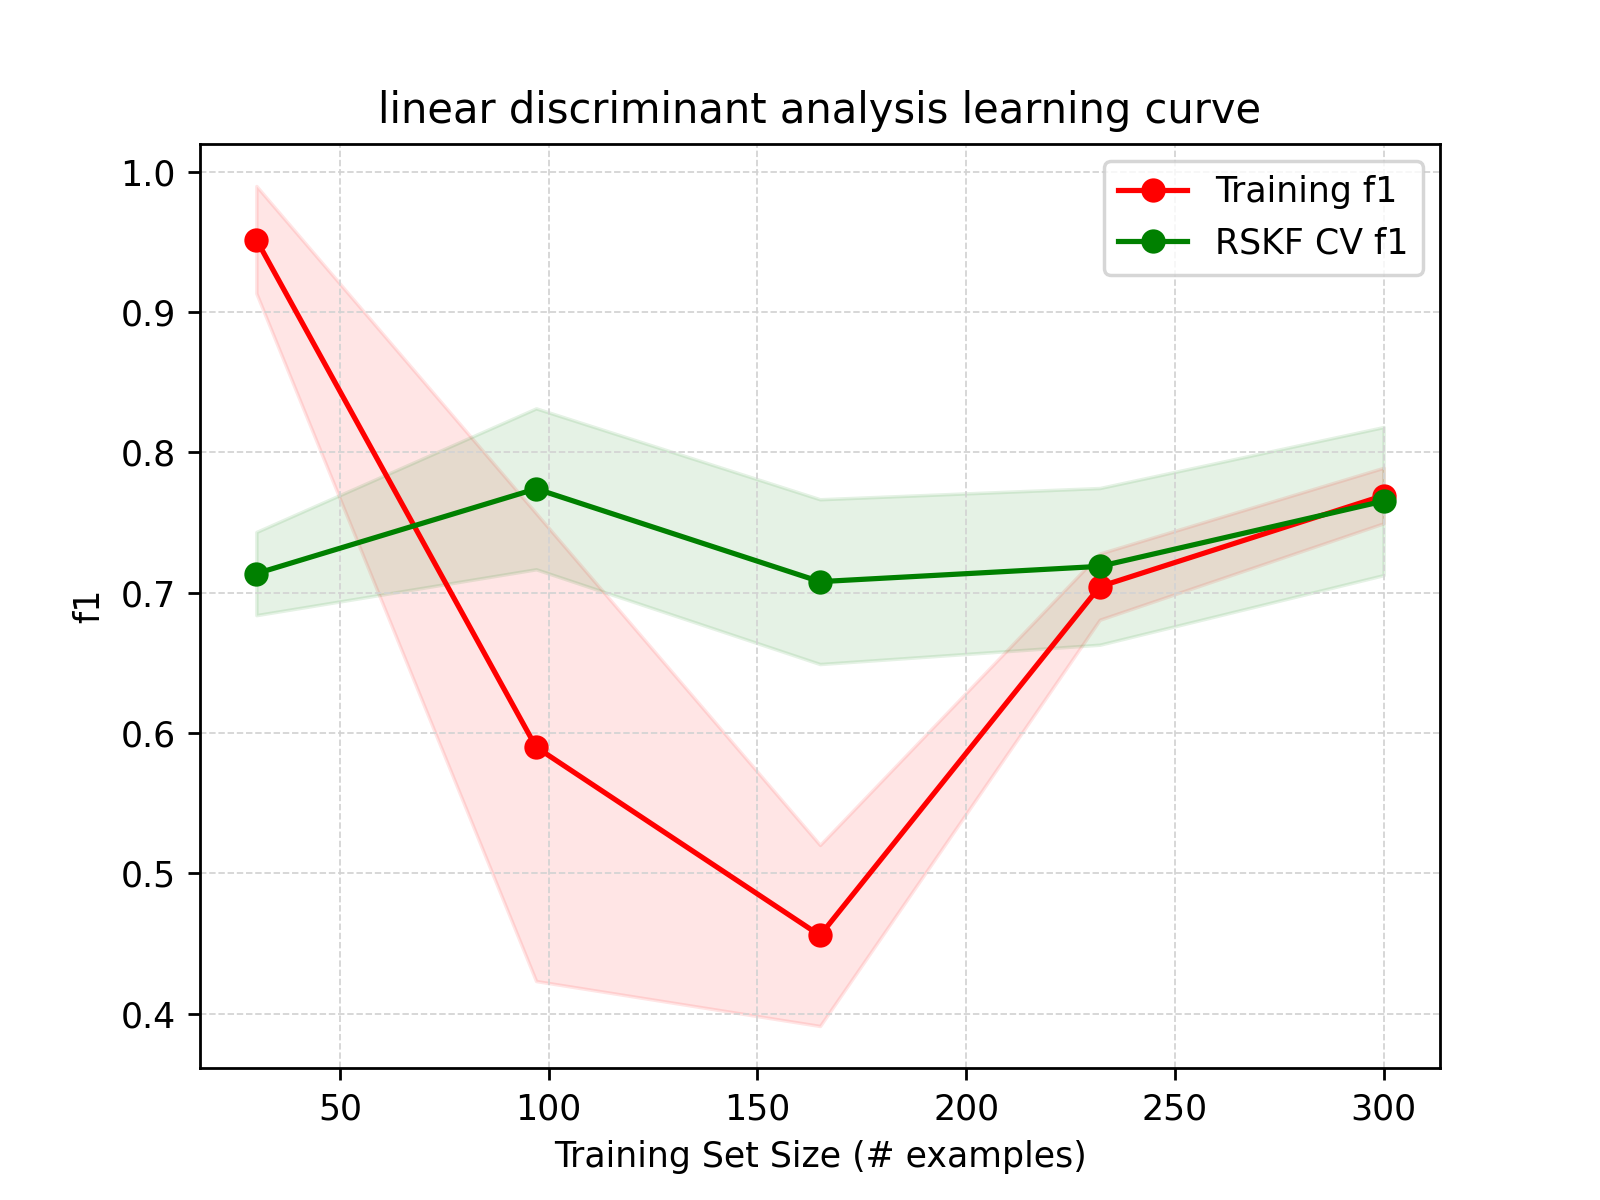 linear discriminant analysis learning curve
Training f1
RSKF CV f1
1.0
0.9
0.8
0.7
0.6
0.5
0.4
f1
50
100
150
200
250
300
Training Set Size (# examples)